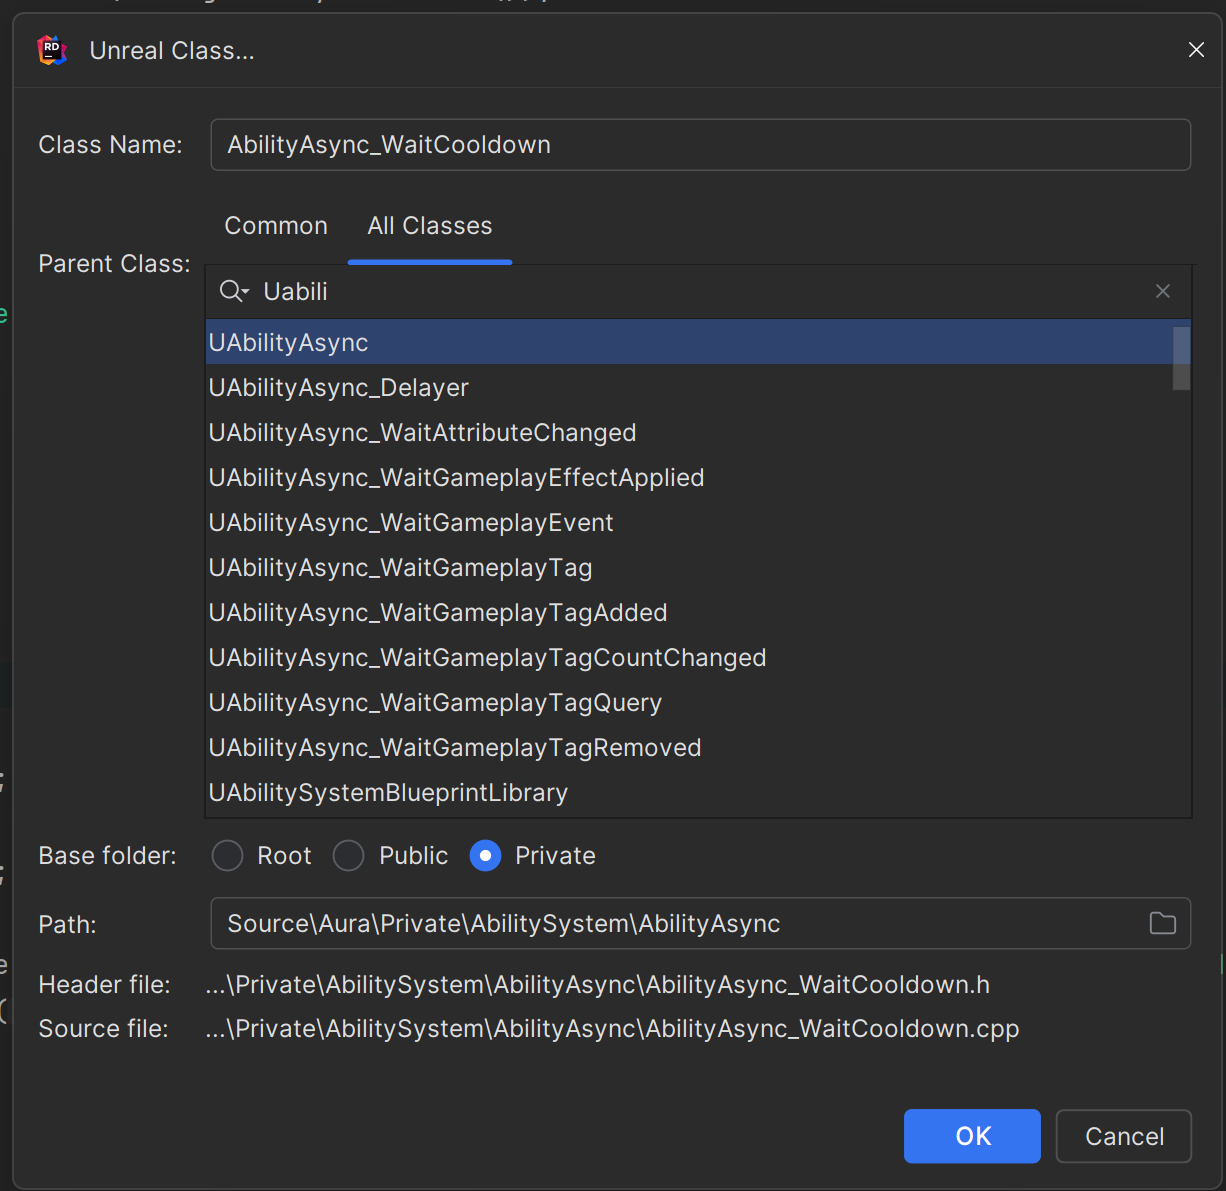 RD
Unreal Class...
Class Name:
AbilityAsync_WaitCooldown
Common
All Classes
Parent Class:
Uabili
UAbilityAsync
UAbilityAsync_Delayer
UAbilityAsync_WaitAttributeChanged
UAbilityAsync_WaitGameplayEffectApplied
UAbilityAsync_WaitGameplayEvent
UAbilityAsync_WaitGameplayTag
UAbilityAsync_WaitGameplayTagAdded
UAbilityAsync_WaitGameplayTagCountChanged
UAbilityAsync_WaitGameplayTagQuery
UAbilityAsync_WaitGameplayTagRemoved
UAbilitySystemBlueprintLibrary
Base folder:
Root
Public
Private
Path:
Source\Aura\Private\AbilitySystem\AbilityAsync
Header file:
...\Private\AbilitySystem\AbilityAsync\AbilityAsync_WaitCooldown.h
Source file:
...\Private\AbilitySystem\AbilityAsync\AbilityAsync_WaitCooldown.cpp
OK
Cancel